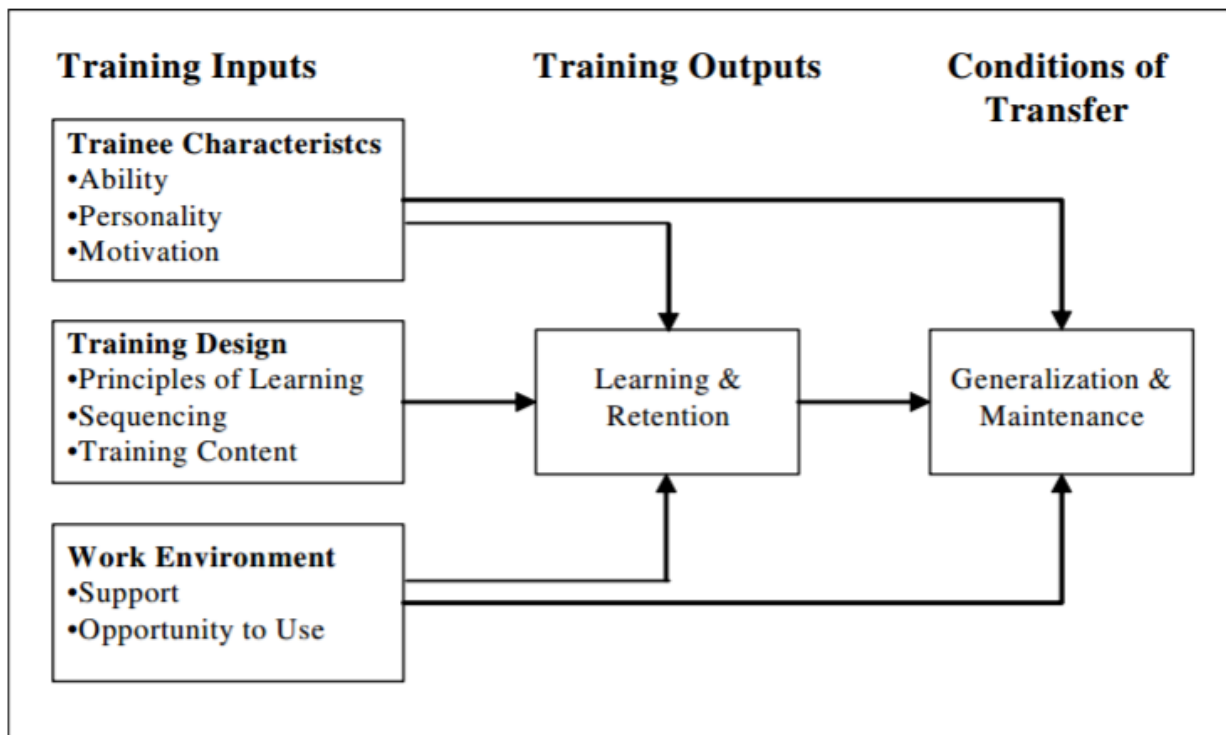 Training Inputs
Training Outputs
Conditions of
Transfer
Trainee Characteristcs
•Ability
•Personality
•Motivation
Training Design
•Principles of Learning
•Sequencing
•Training Content
Work Environment
•Support
•Opportunity to Use
Learning &
Retention
Generalization &
Maintenance